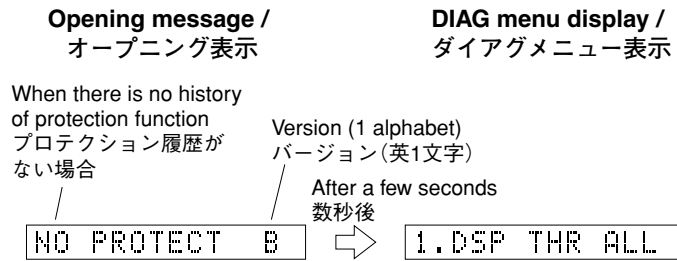 Opening message /
オープニング表示
DIAG menu display /
ダイアグメニュー表示
When there is no history
of protection function
プロテクション履歴が
ない場合
Version (1 alphabet)
バージョン（英1文字）
After a few seconds
数秒後
NO PROTECT B
1.DSP THR ALL